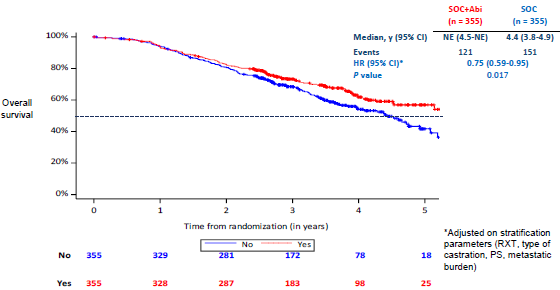 SOC+Abi SOC
(n = 355) (n = 355)
Median, y (95% CI) NE (4.5-NE) 4.4 (3.8-4.9)
Events 121 151
HR (95% CI)* 0.75 (0.59-0.95)
P value 0.017
100%
80%
60%
40%
20%
0%
Overall
survival
0 1 2 3 4 5
Time from randomization (in years)
No Yes
No 355 329 281 172 78 18
Yes 355 328 287 183 98 25
*Adjusted on stratification
parameters (RXT, type of
castration, PS, metastatic
burden)